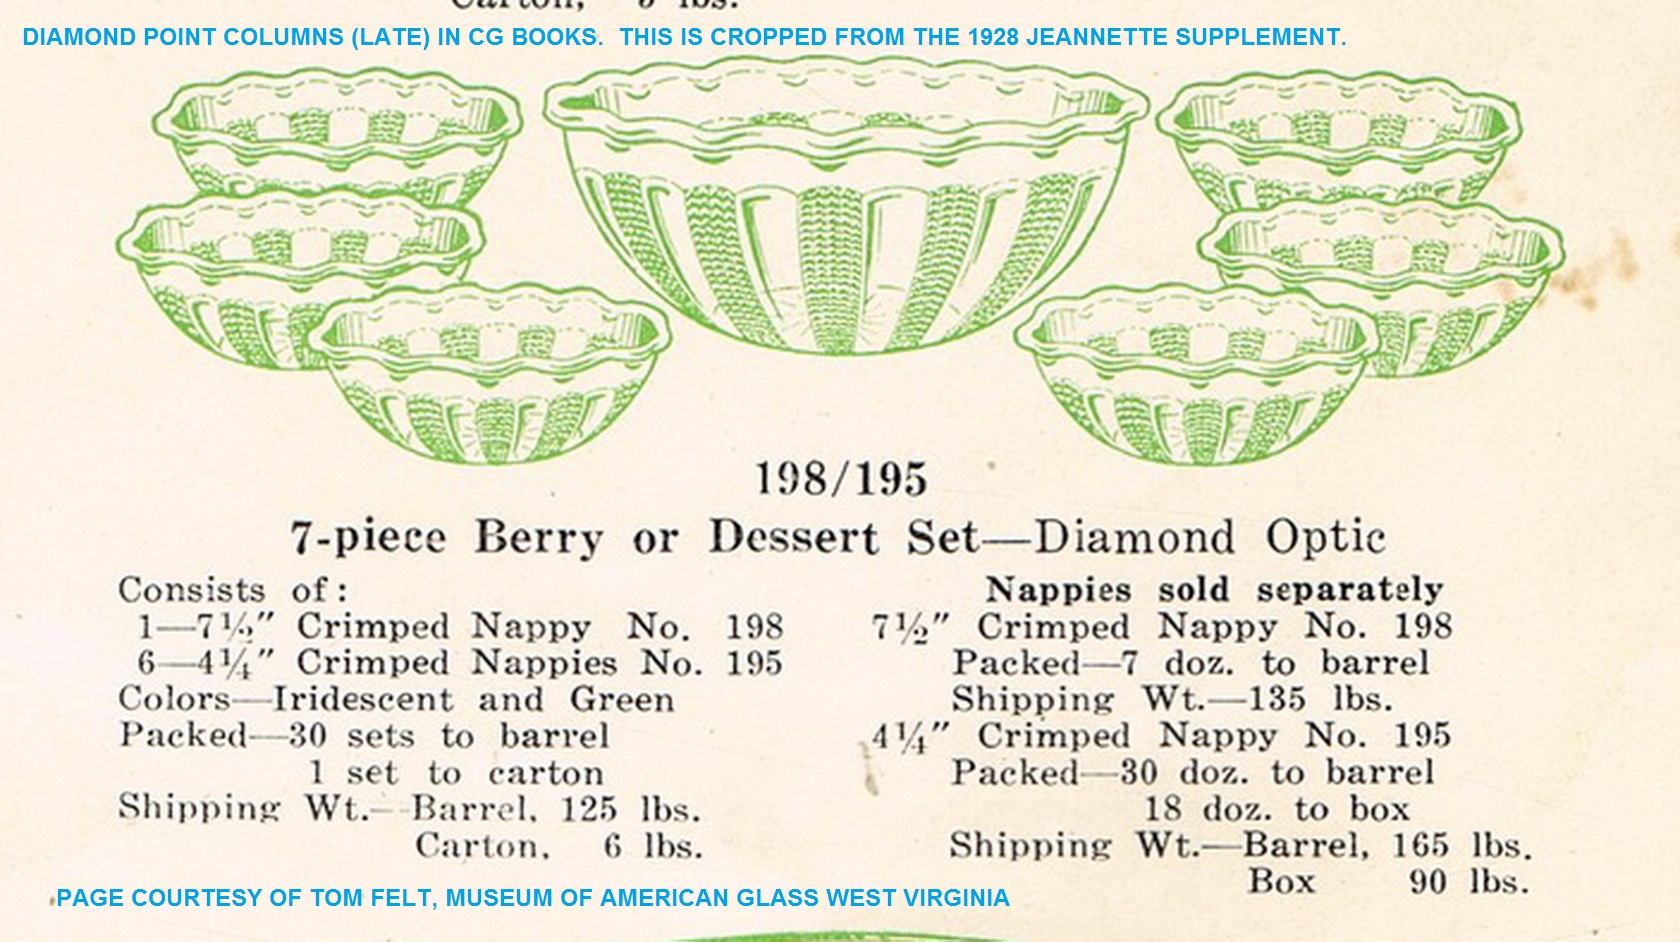 Carton, 5 lbs.
DIAMOND POINT COLUMNS (LATE) IN CG BOOKS. THIS IS CROPPED FROM THE 1928 JEANNETTE SUPPLEMENT.
198/195
7-piece Berry or Dessert Set—Diamond Optic
Consists of:
1—7½" Crimped Nappy No. 198
6—4¼" Crimped Nappies No. 195
Colors—Iridescent and Green
Packed—30 sets to barrel
1 set to carton
Shipping Wt.—Barrel, 125 lbs.
Carton, 6 lbs.
Nappies sold separately
7½" Crimped Nappy No. 198
Packed—7 doz. to barrel
Shipping Wt.—135 lbs.
4¼" Crimped Nappy No. 195
Packed—30 doz. to barrel
18 doz. to box
Shipping Wt.—Barrel, 165 lbs.
Box 90 lbs.
PAGE COURTESY OF TOM FELT, MUSEUM OF AMERICAN GLASS WEST VIRGINIA